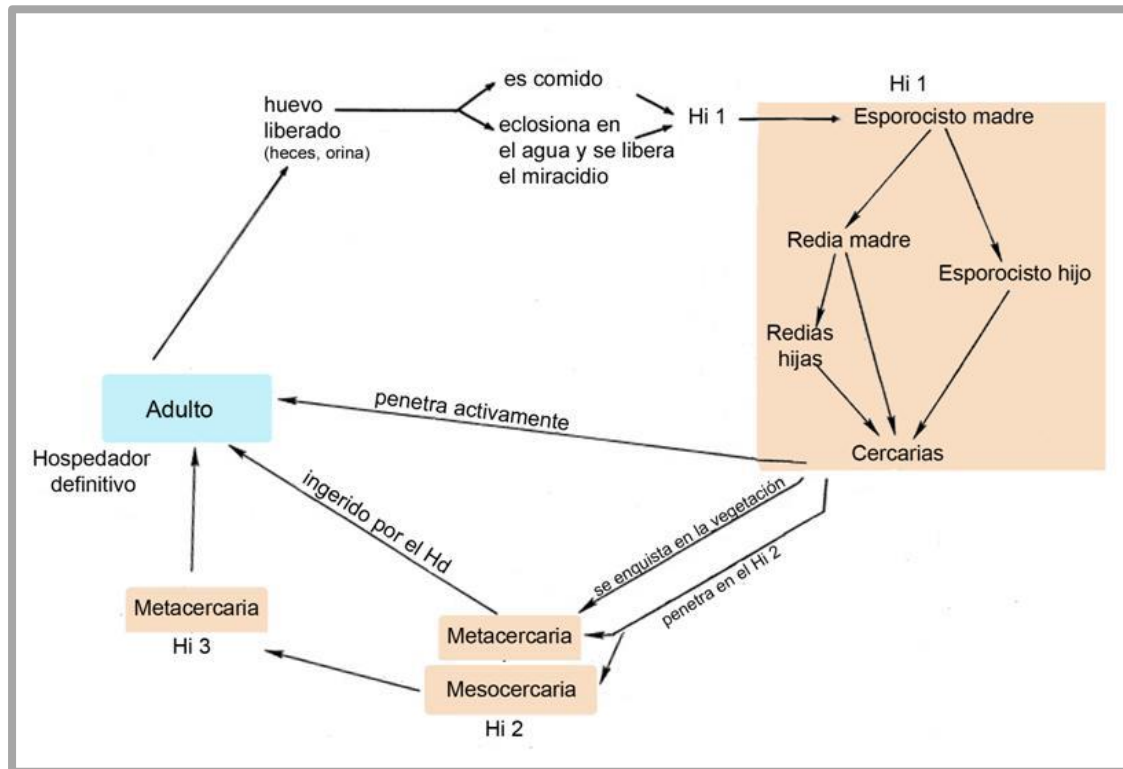 es comido
huevo
liberado
(heces, orina)
eclosiona en
el agua y se libera
el miracidio
Hi 1
Hi 1
Esporocisto madre
Redia madre
Esporocisto hijo
Redias
hijas
Cercarias
penetra activamente
Adulto
Hospedador
definitivo
ingerido por el Hd
se enquista en la vegetación
penetra en el Hi 2
Metacercaria
Hi 3
Metacercaria
Mesocercaria
Hi 2